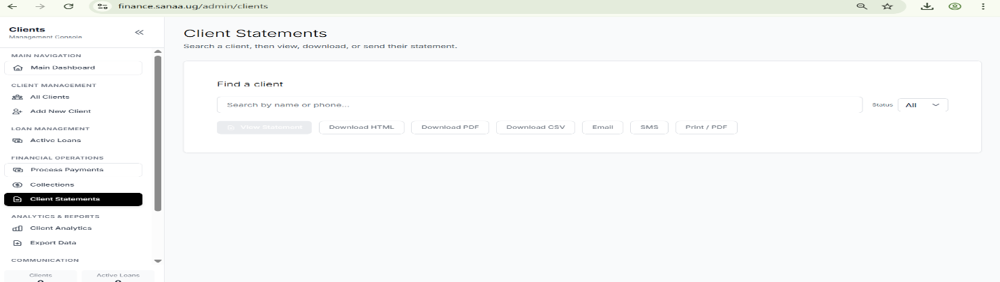 finance.sanaa.ug/admin/clients
Clients
Management Console
MAIN NAVIGATION
Main Dashboard
CLIENT MANAGEMENT
All Clients
Add New Client
LOAN MANAGEMENT
Active Loans
FINANCIAL OPERATIONS
Process Payments
Collections
Client Statements
ANALYTICS & REPORTS
Client Analytics
Export Data
COMMUNICATION
Clients
Active Loans
Client Statements
Search a client, then view, download, or send their statement.
Find a client
Search by name or phone...
Status
All
View Statement
Download HTML
Download PDF
Download CSV
Email
SMS
Print / PDF